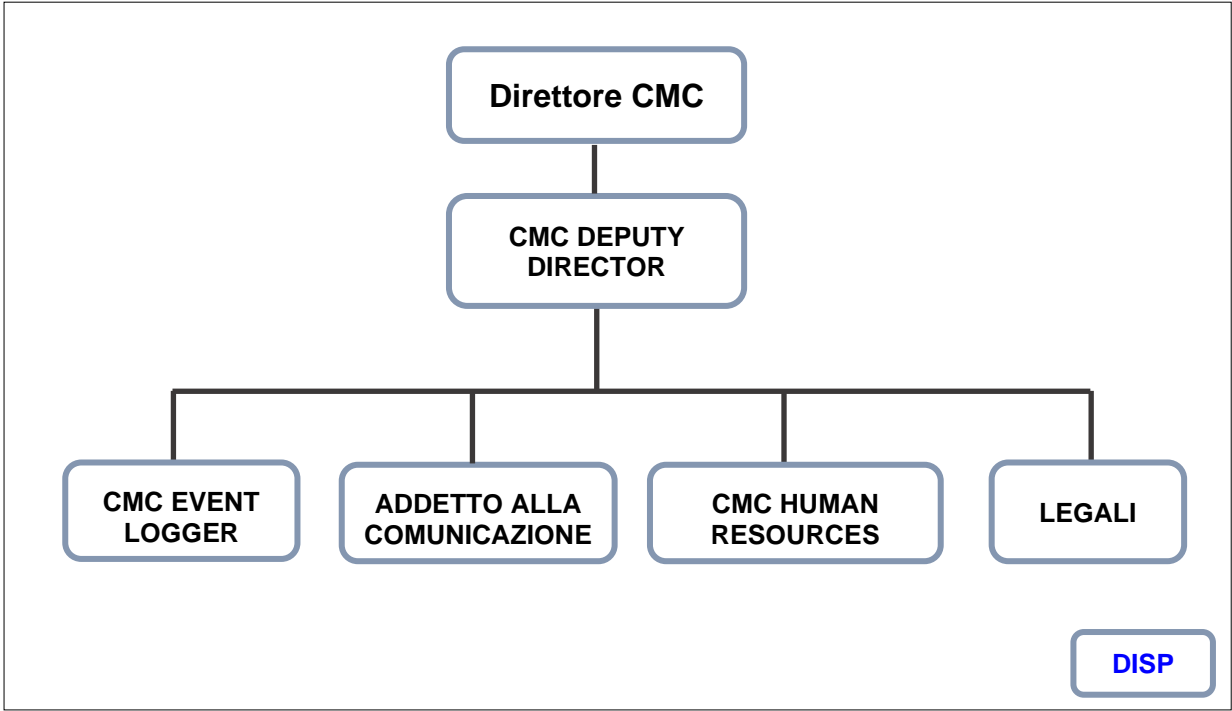 Direttore CMC
CMC DEPUTY
DIRECTOR
CMC EVENT
LOGGER
ADDETTO ALLA
COMUNICAZIONE
CMC HUMAN
RESOURCES
LEGALI
DISP